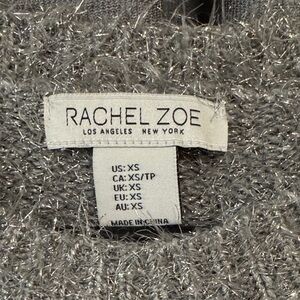 RACHEL ZOE
LOS ANGELES NEW YORK
US: XS
CA: XS/TP
UK: XS
EU: XS
AU: XS
MADE IN CHINA